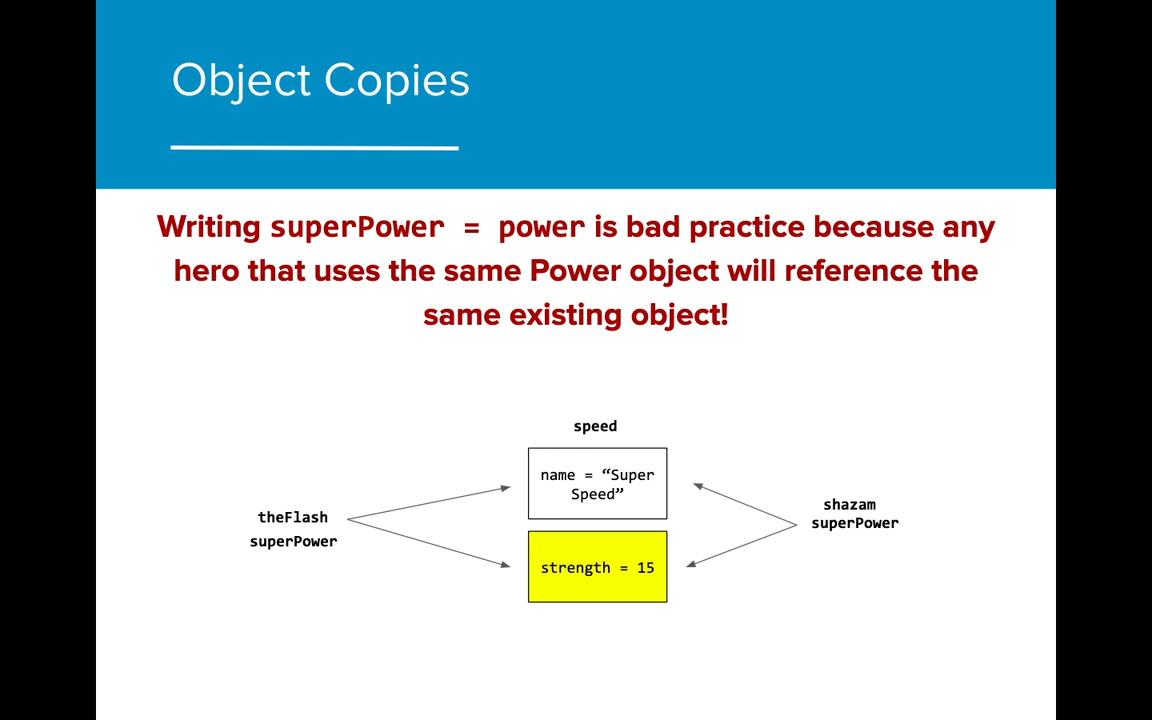 Object Copies
Writing superPower = power is bad practice because any
hero that uses the same Power object will reference the
same existing object!
speed
name = “Super
Speed”
theFlash
superPower
shazam
superPower
strength = 15